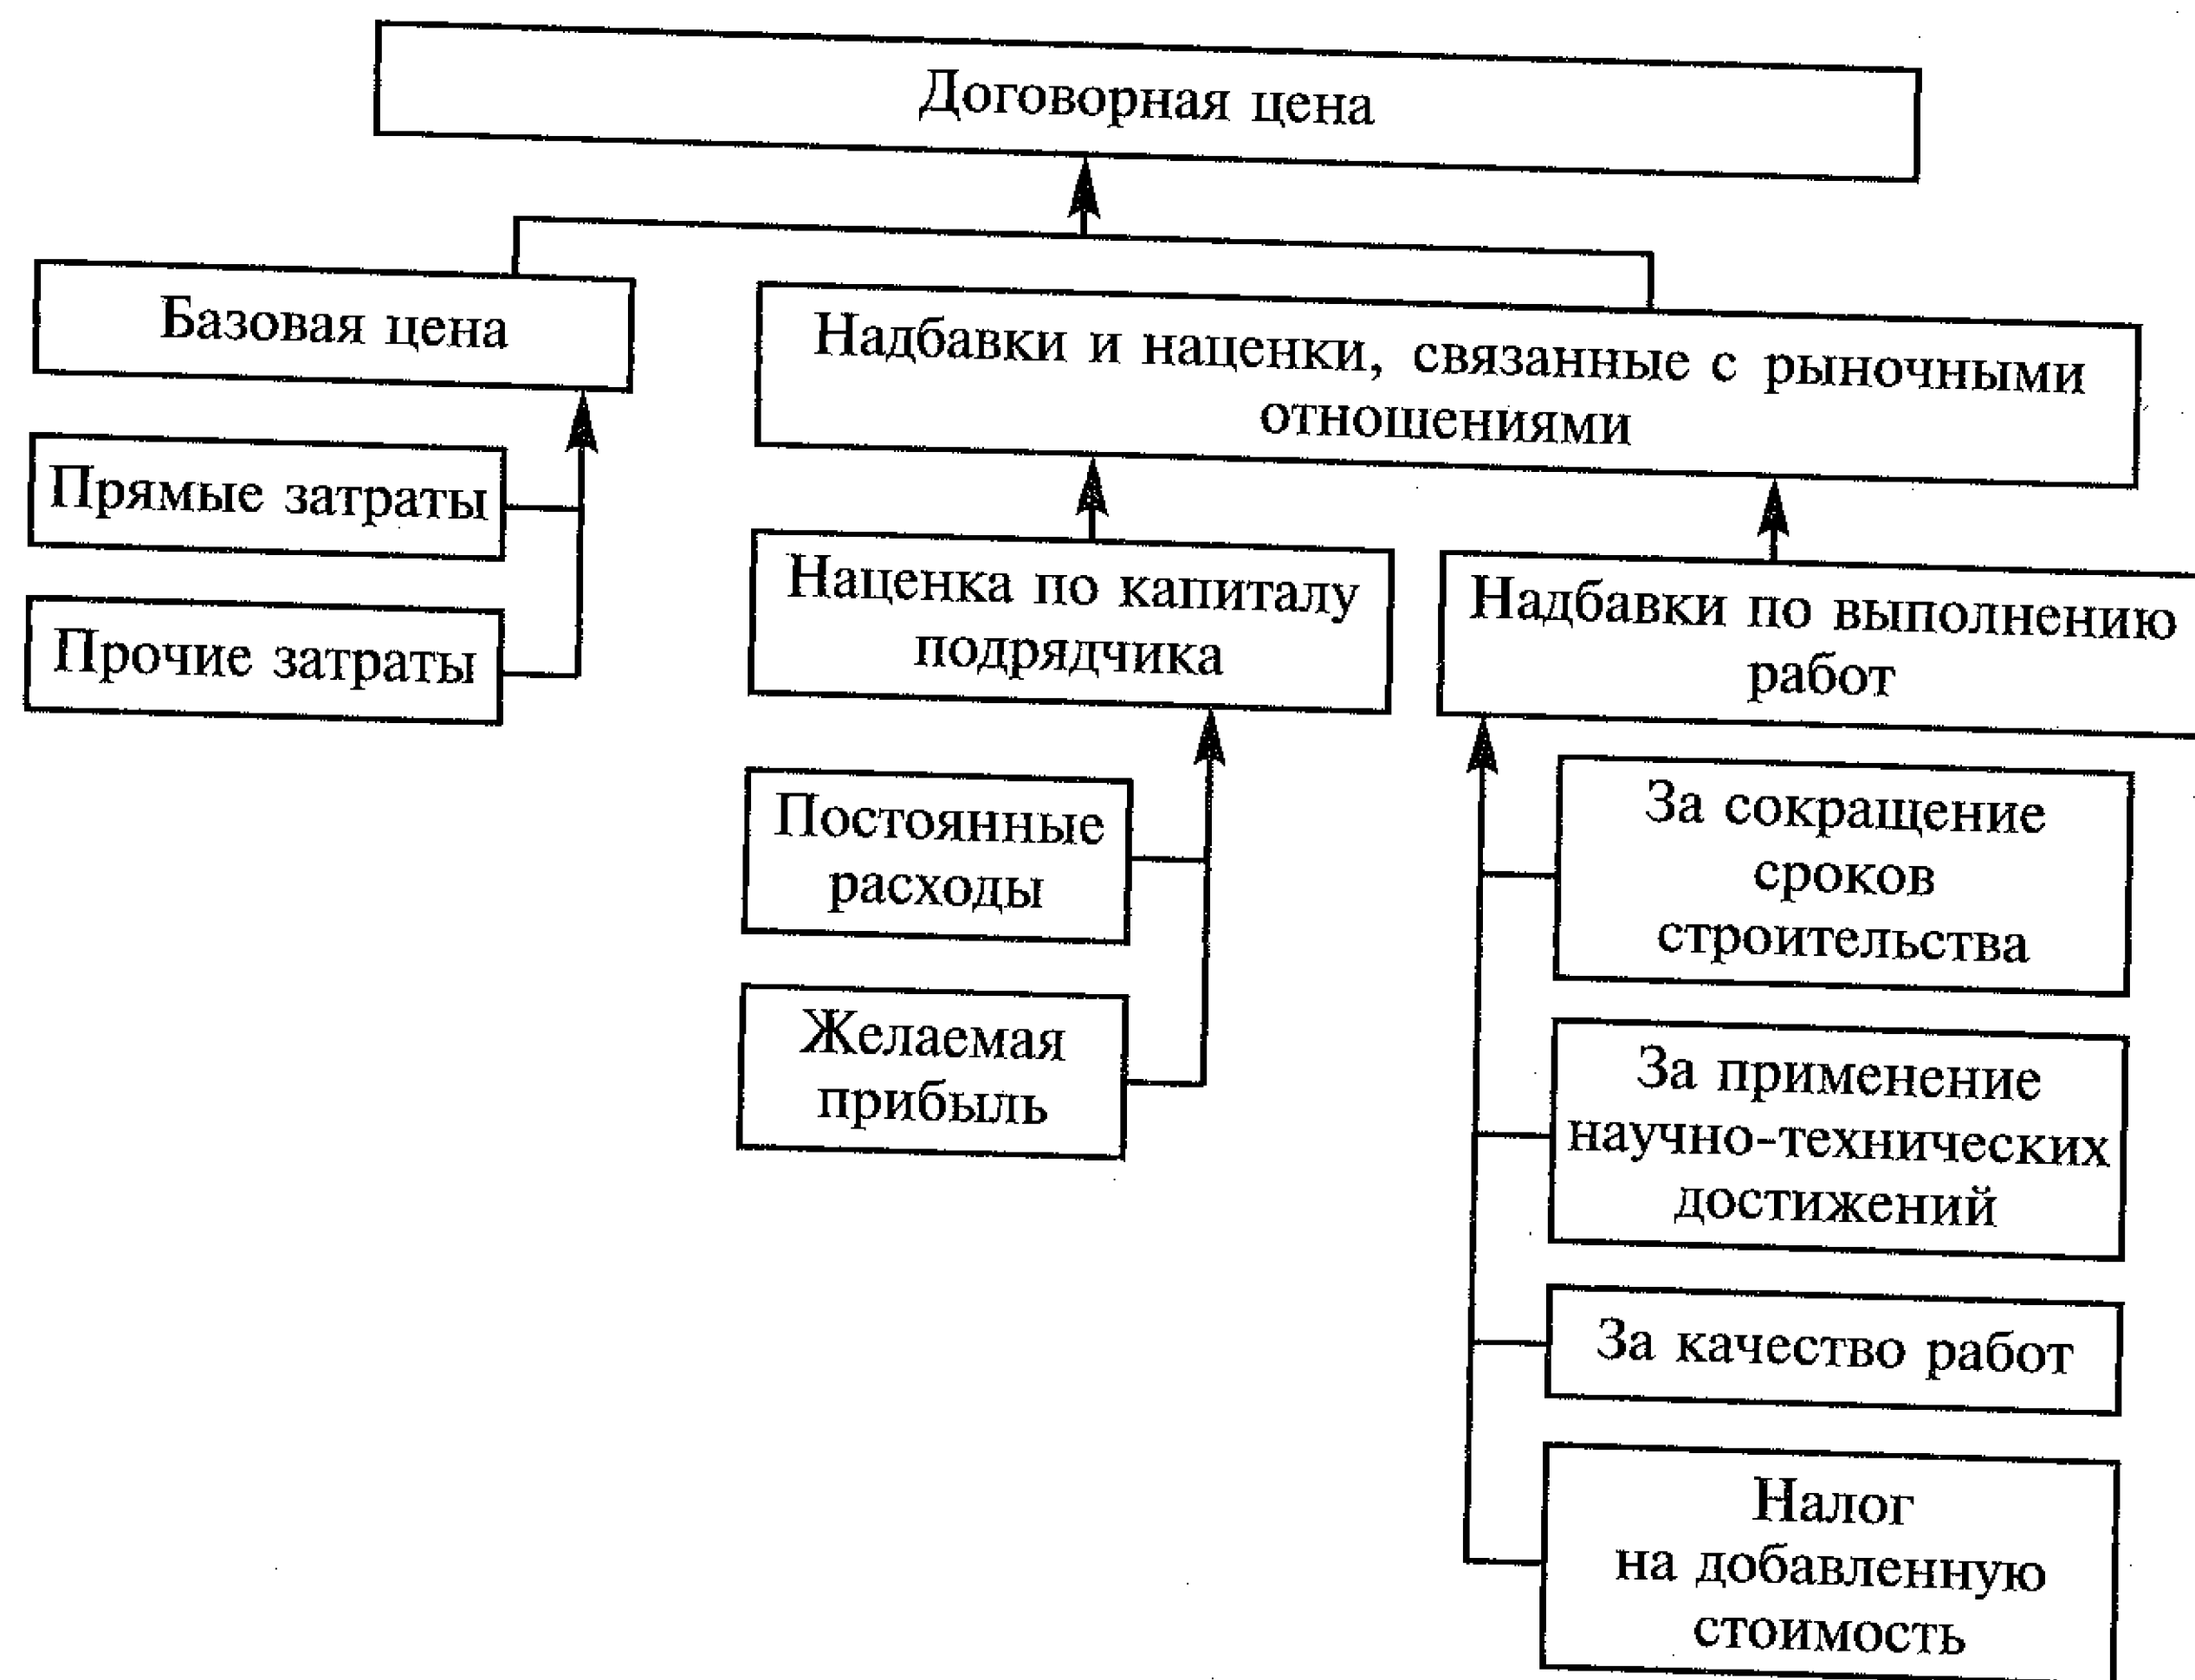 Договорная цена
Базовая цена
Надбавки и наценки, связанные с рыночными
отношениями
Прямые затраты
Прочие затраты
Наценка по капиталу
подрядчика
Надбавки по выполнению
работ
Постоянные
расходы
Желаемая
прибыль
За сокращение
сроков
строительства
За применение
научно-технических
достижений
За качество работ
Налог
на добавленную
стоимость